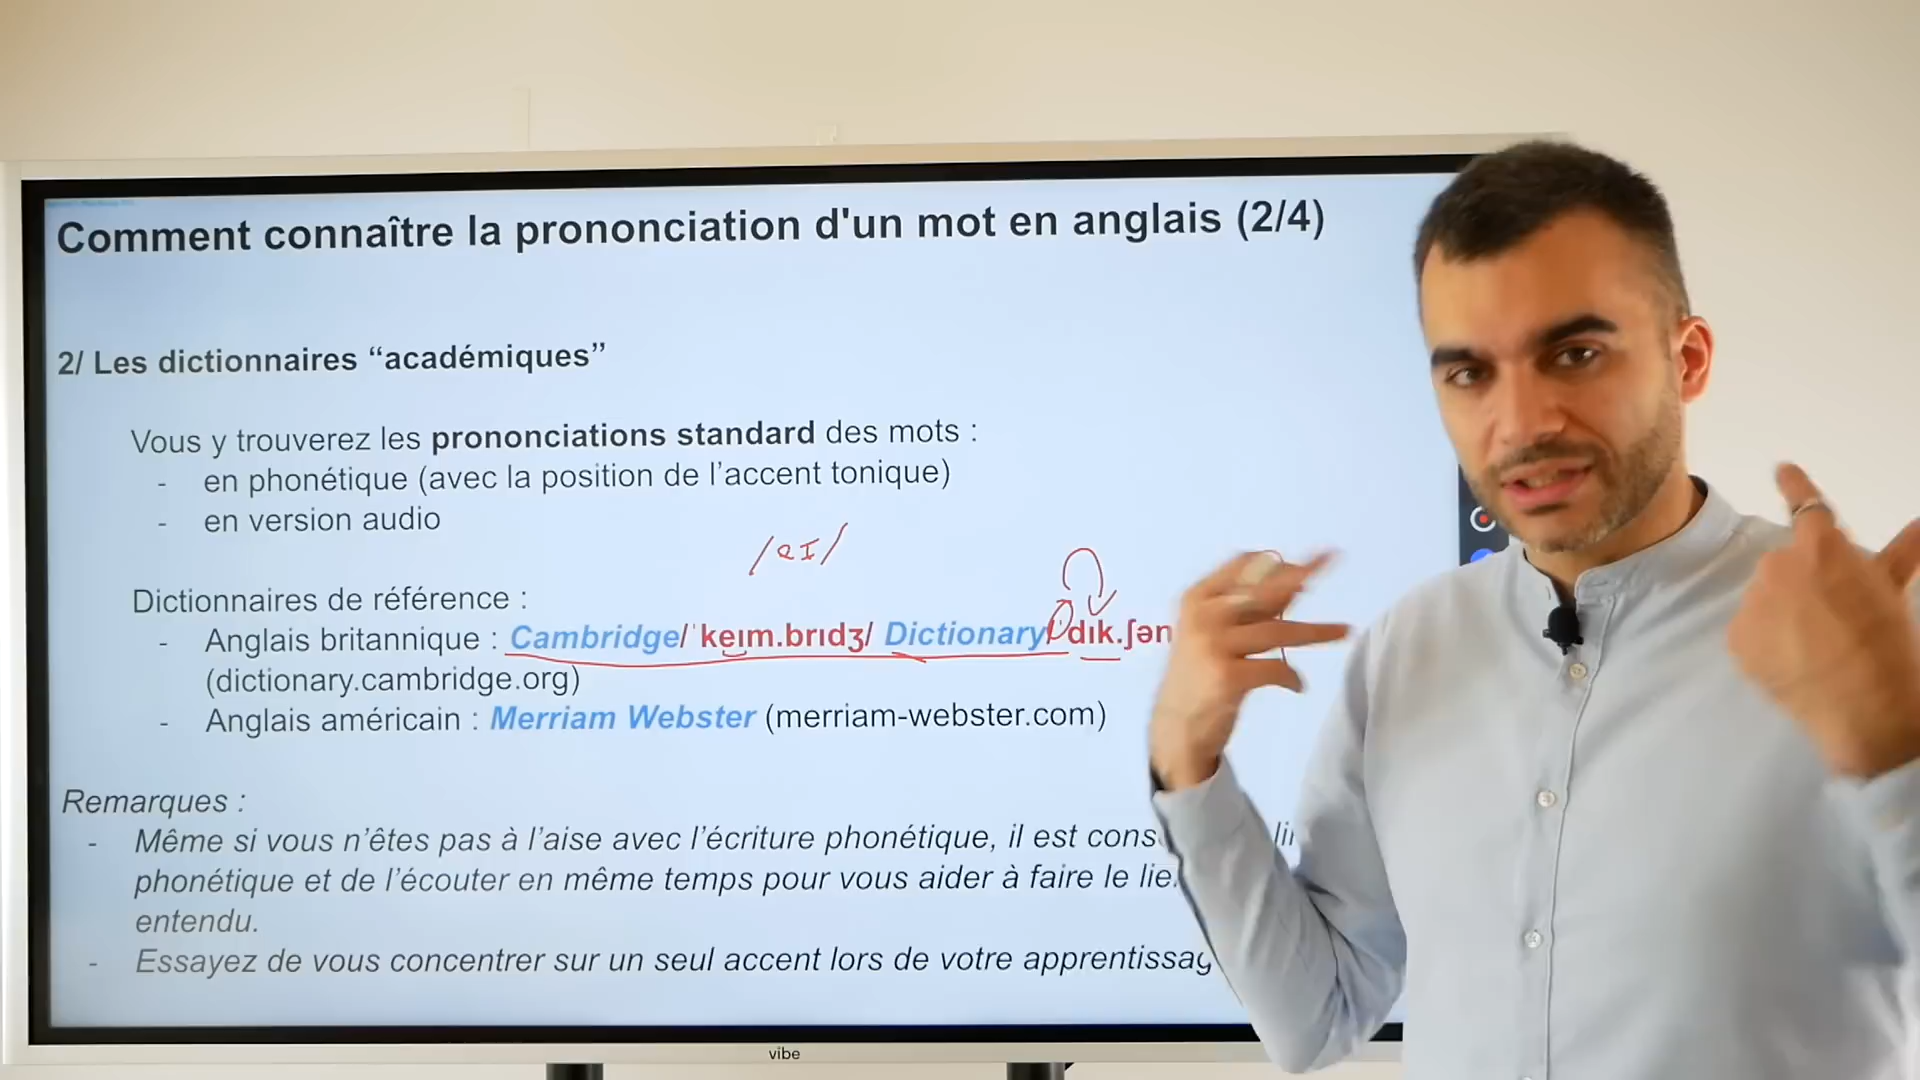 Comment connaître la prononciation d'un mot en anglais (2/4)
2/ Les dictionnaires “académiques”
Vous y trouverez les prononciations standard des mots :
- en phonétique (avec la position de l’accent tonique)
- en version audio
/aɪ/
Dictionnaires de référence :
- Anglais britannique : Cambridge/ˈkeɪm.brɪdʒ/ Dictionary/ˈdɪk.ʃən
(dictionary.cambridge.org)
- Anglais américain : Merriam Webster (merriam-webster.com)
Remarques :
- Même si vous n’êtes pas à l’aise avec l’écriture phonétique, il est
phonétique et de l’écouter en même temps pour vous aider à faire le
entendu.
- Essayez de vous concentrer sur un seul accent lors de votre
vibe